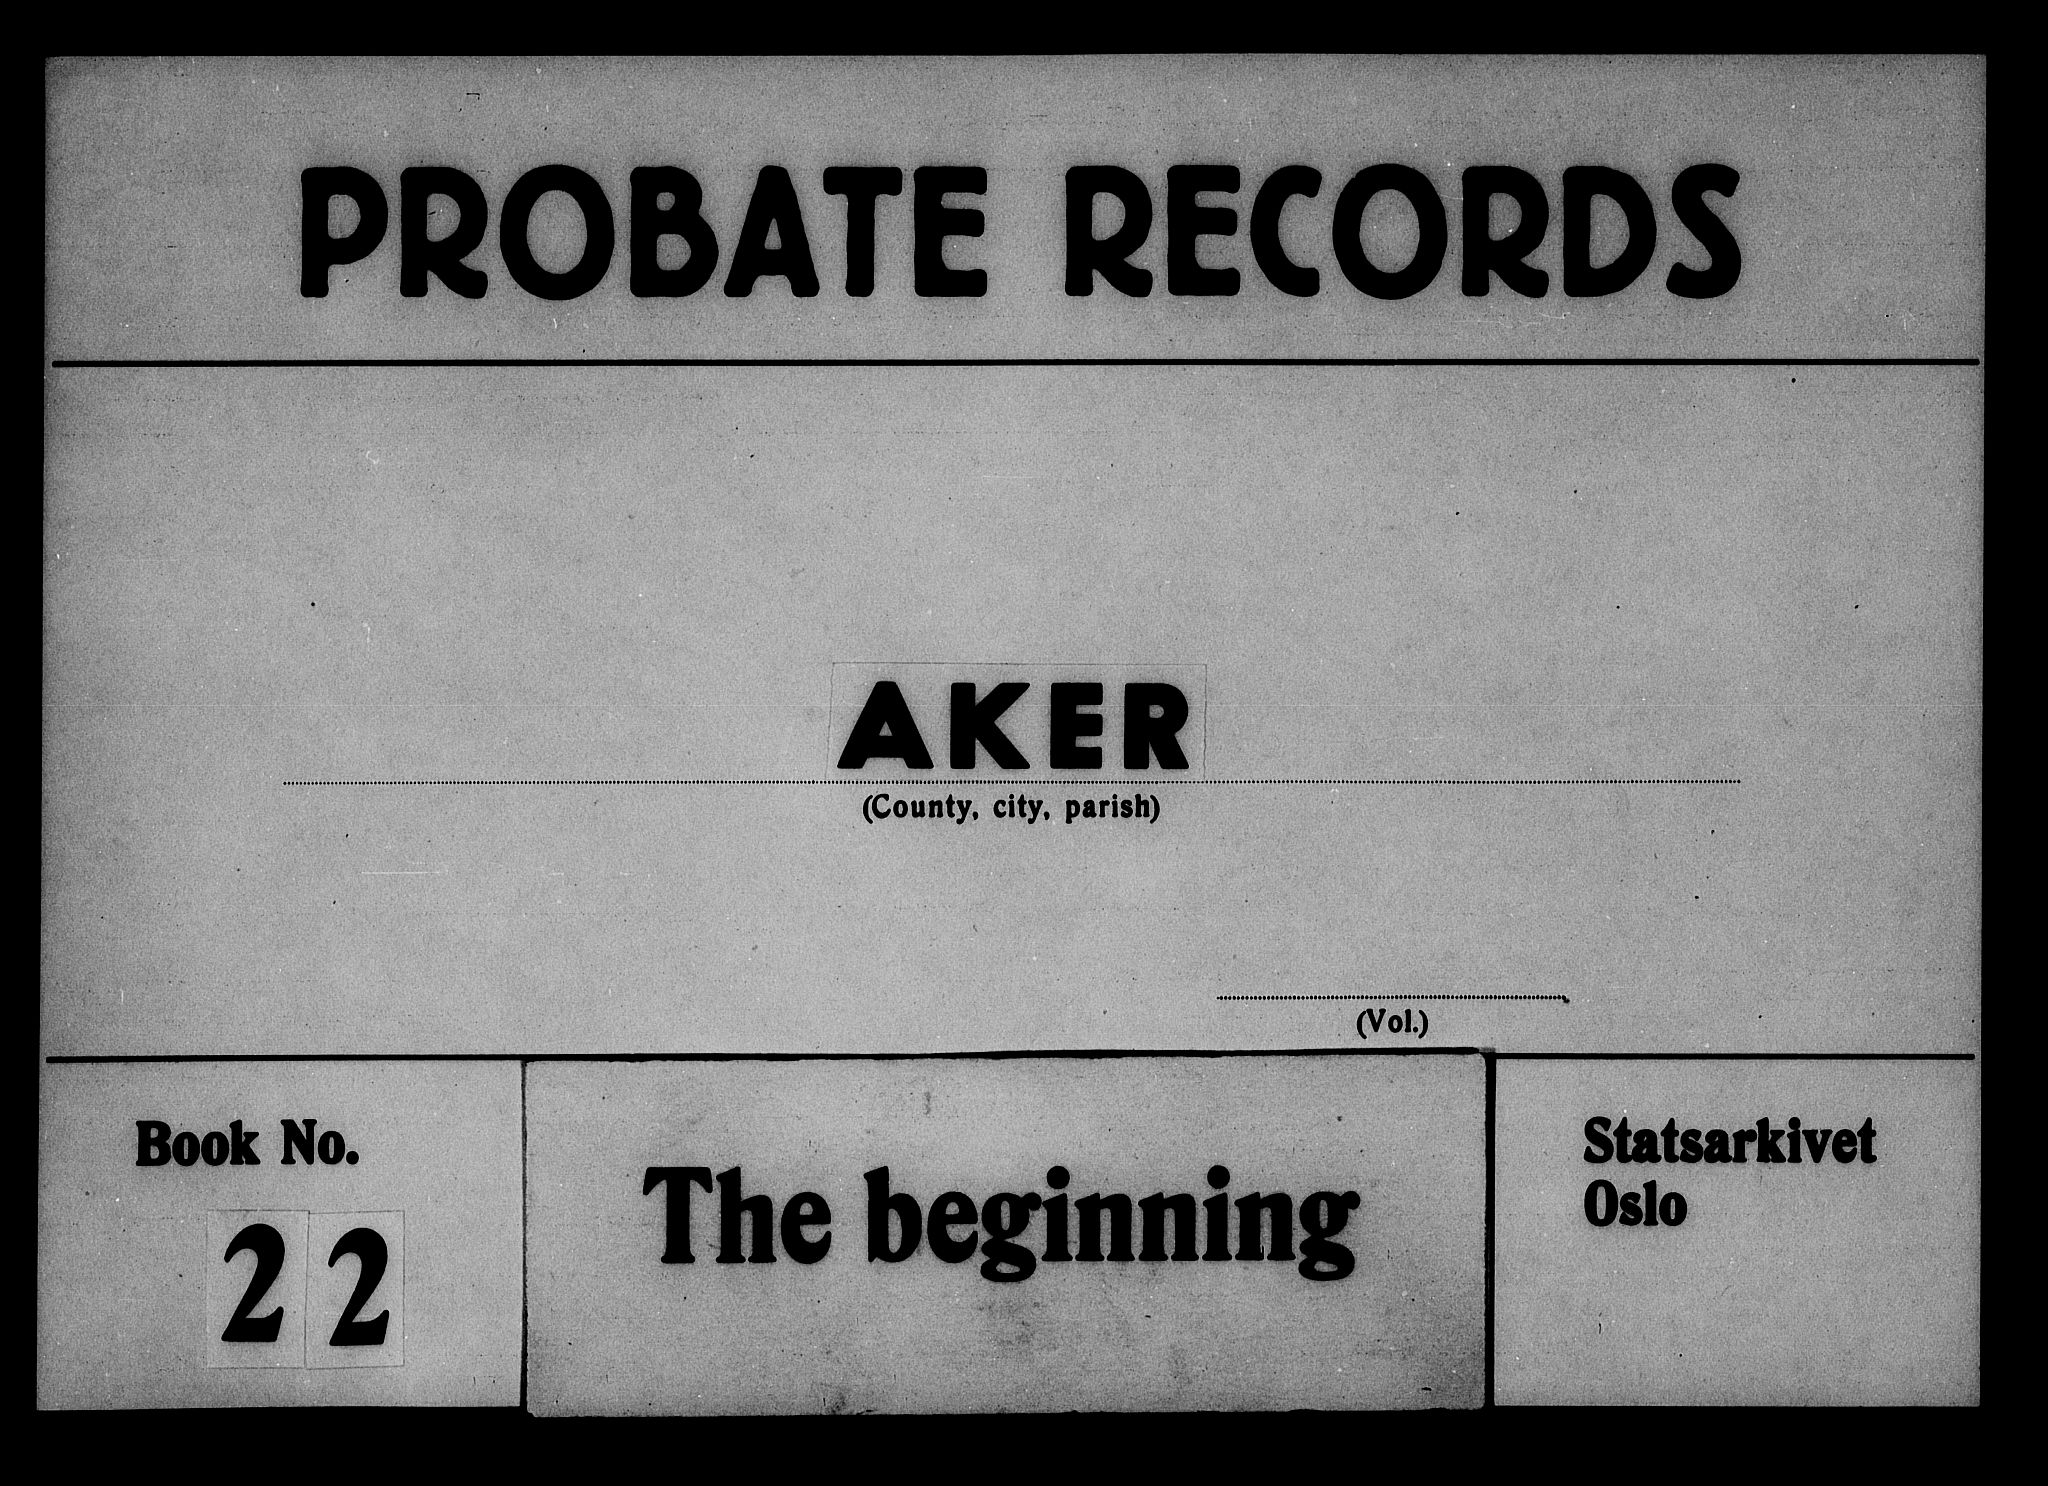 PROBATE RECORDS
AKER
(County, city, parish)
(Vol.)
Book No.
22
The beginning
Statsarkivet
Oslo